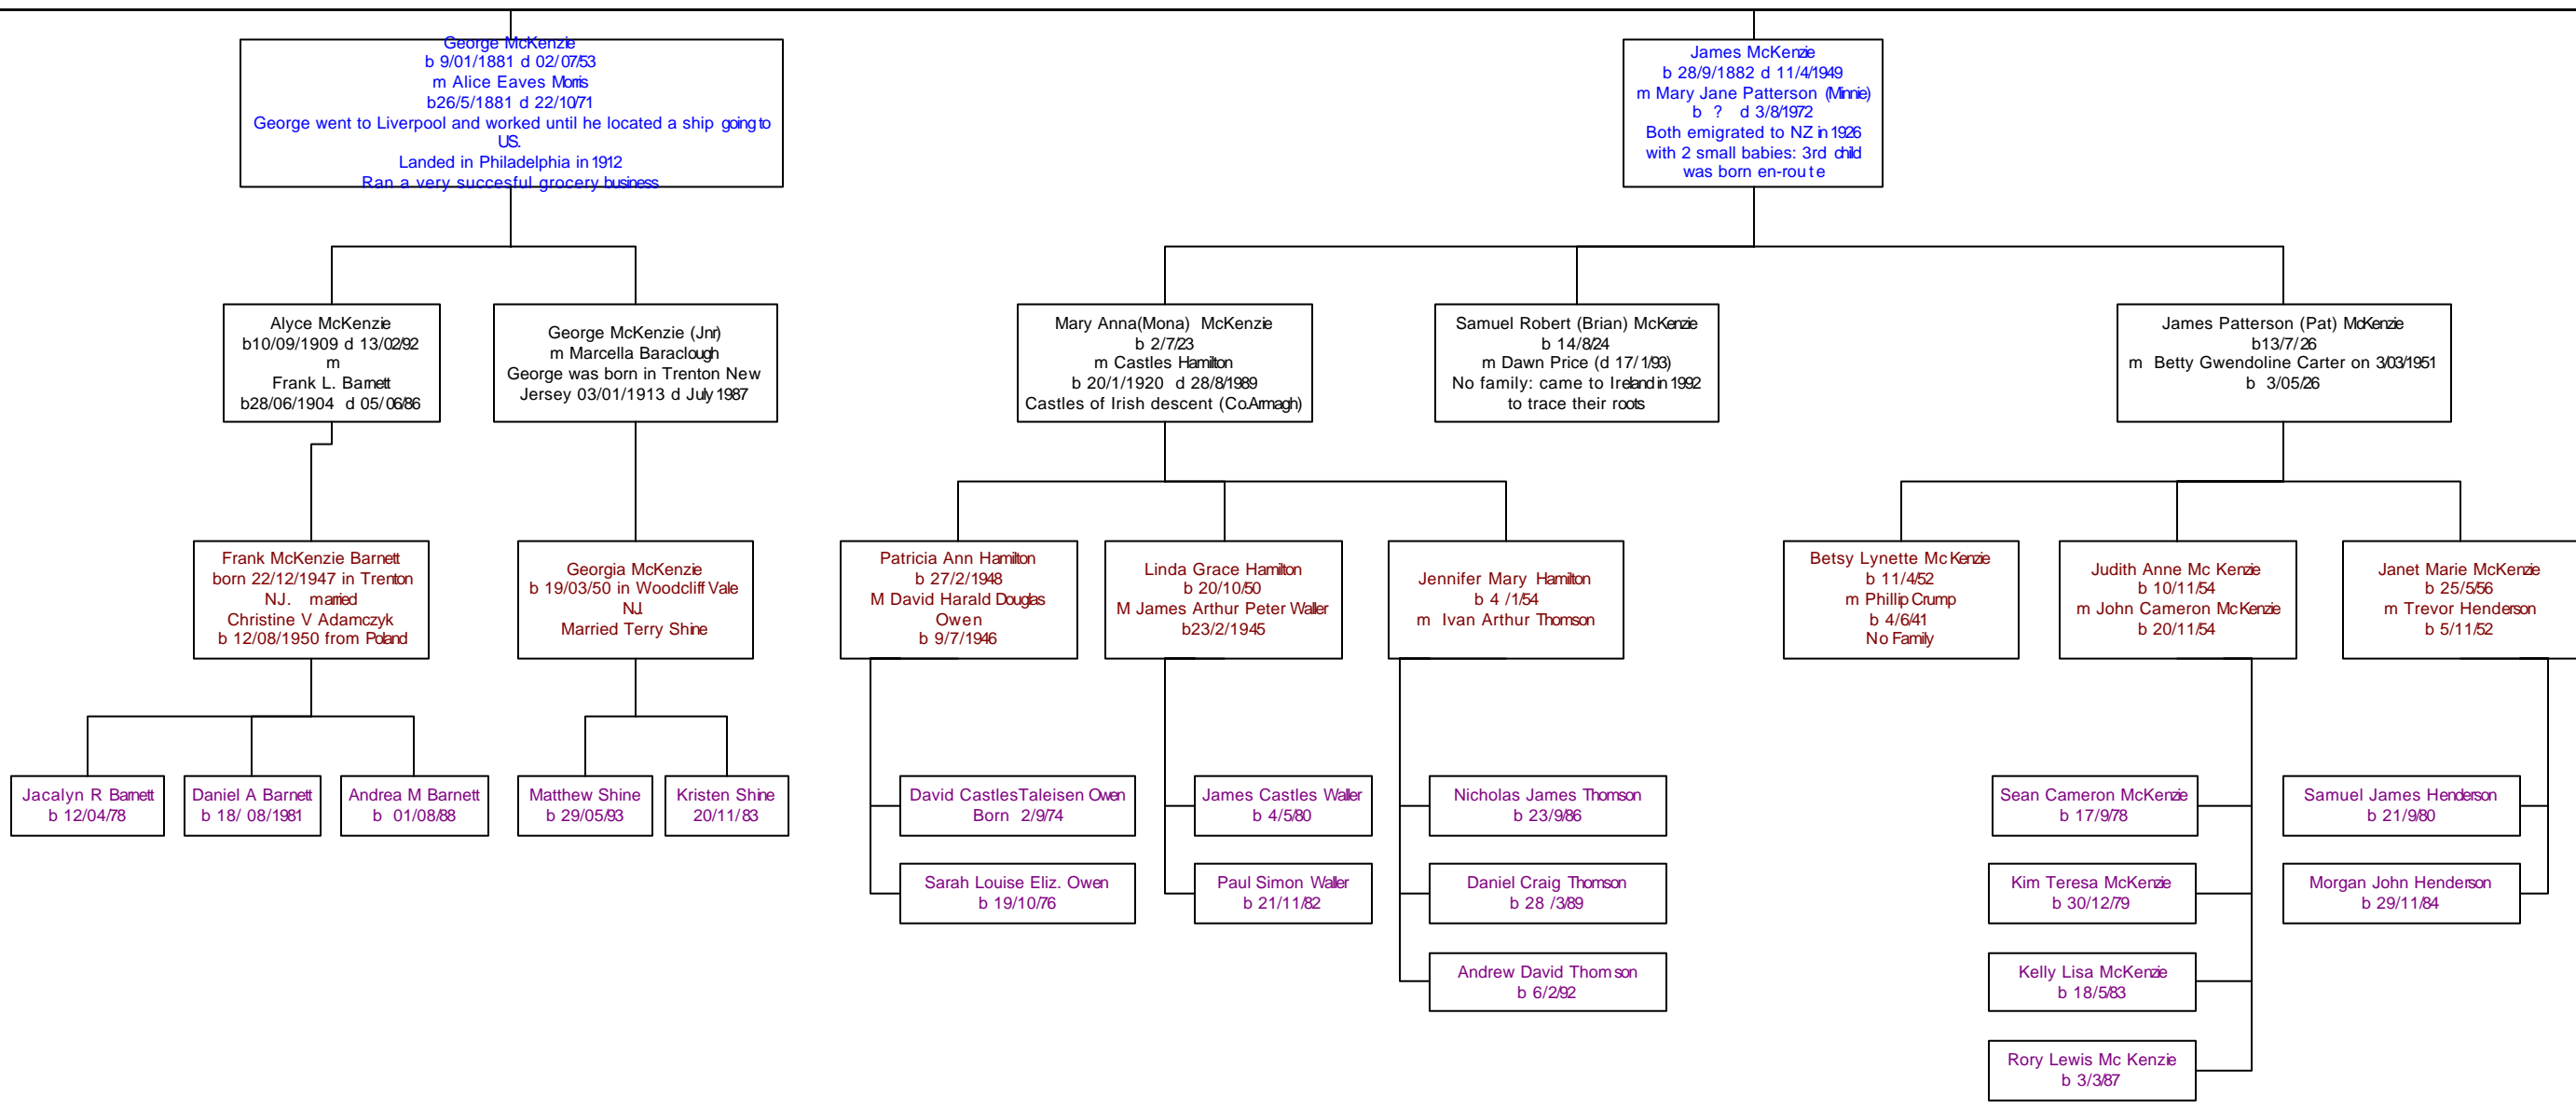 George McKenzie
b 9/01/1881 d 02/07/53
m Alice Eaves Morris
b26/5/1881 d 22/10/71
George went to Liverpool and worked until he located a ship going to
US.
Landed in Philadelphia in 1912
Ran a very succesful grocery business
James McKenzie
b 28/9/1882 d 11/4/1949
m Mary Jane Patterson (Minnie)
b ? d 3/8/1972
Both emigrated to NZ in 1926
with 2 small babies: 3rd child
was born en-route
Alyce McKenzie
b10/09/1909 d 13/02/92
m
Frank L. Barnett
b28/06/1904 d 05/06/86
George McKenzie (Jnr)
m Marcella Baraclough
George was born in Trenton New
Jersey 03/01/1913 d July 1987
Mary Anna(Mona) McKenzie
b 2/7/23
m Castles Hamilton
b 20/1/1920 d 28/8/1989
Castles of Irish descent (Co.Armagh)
Samuel Robert (Brian) McKenzie
b 14/8/24
m Dawn Price (d 17/1/93)
No family: came to Ireland in 1992
to trace their roots
James Patterson (Pat) McKenzie
b13/7/26
m Betty Gwendoline Carter on 3/03/1951
b 3/05/26
Frank McKenzie Barnett
born 22/12/1947 in Trenton
NJ. married
Christine V Adamczyk
b 12/08/1950 from Poland
Georgia McKenzie
b 19/03/50 in Woodcliff Vale
NJ.
Married Terry Shine
Patricia Ann Hamilton
b 27/2/1948
M David Harald Douglas
Owen
b 9/7/1946
Linda Grace Hamilton
b 20/10/50
M James Arthur Peter Waller
b23/2/1945
Jennifer Mary Hamilton
b 4 /1/54
m Ivan Arthur Thomson
Betsy Lynette McKenzie
b 11/4/52
m Phillip Crump
b 4/6/41
No Family
Judith Anne Mc Kenzie
b 10/11/54
m John Cameron McKenzie
b 20/11/54
Janet Marie McKenzie
b 25/5/56
m Trevor Henderson
b 5/11/52
Jacalyn R Barnett
b 12/04/78
Daniel A Barnett
b 18/ 08/1981
Andrea M Barnett
b 01/08/88
Matthew Shine
b 29/05/93
Kristen Shine
20/11/83
David CastlesTaleisen Owen
Born 2/9/74
James Castles Waller
b 4/5/80
Nicholas James Thomson
b 23/9/86
Sean Cameron McKenzie
b 17/9/78
Samuel James Henderson
b 21/9/80
Sarah Louise Eliz. Owen
b 19/10/76
Paul Simon Waller
b 21/11/82
Daniel Craig Thomson
b 28 /3/89
Kim Teresa McKenzie
b 30/12/79
Morgan John Henderson
b 29/11/84
Andrew David Thomson
b 6/2/92
Kelly Lisa McKenzie
b 18/5/83
Rory Lewis Mc Kenzie
b 3/3/87